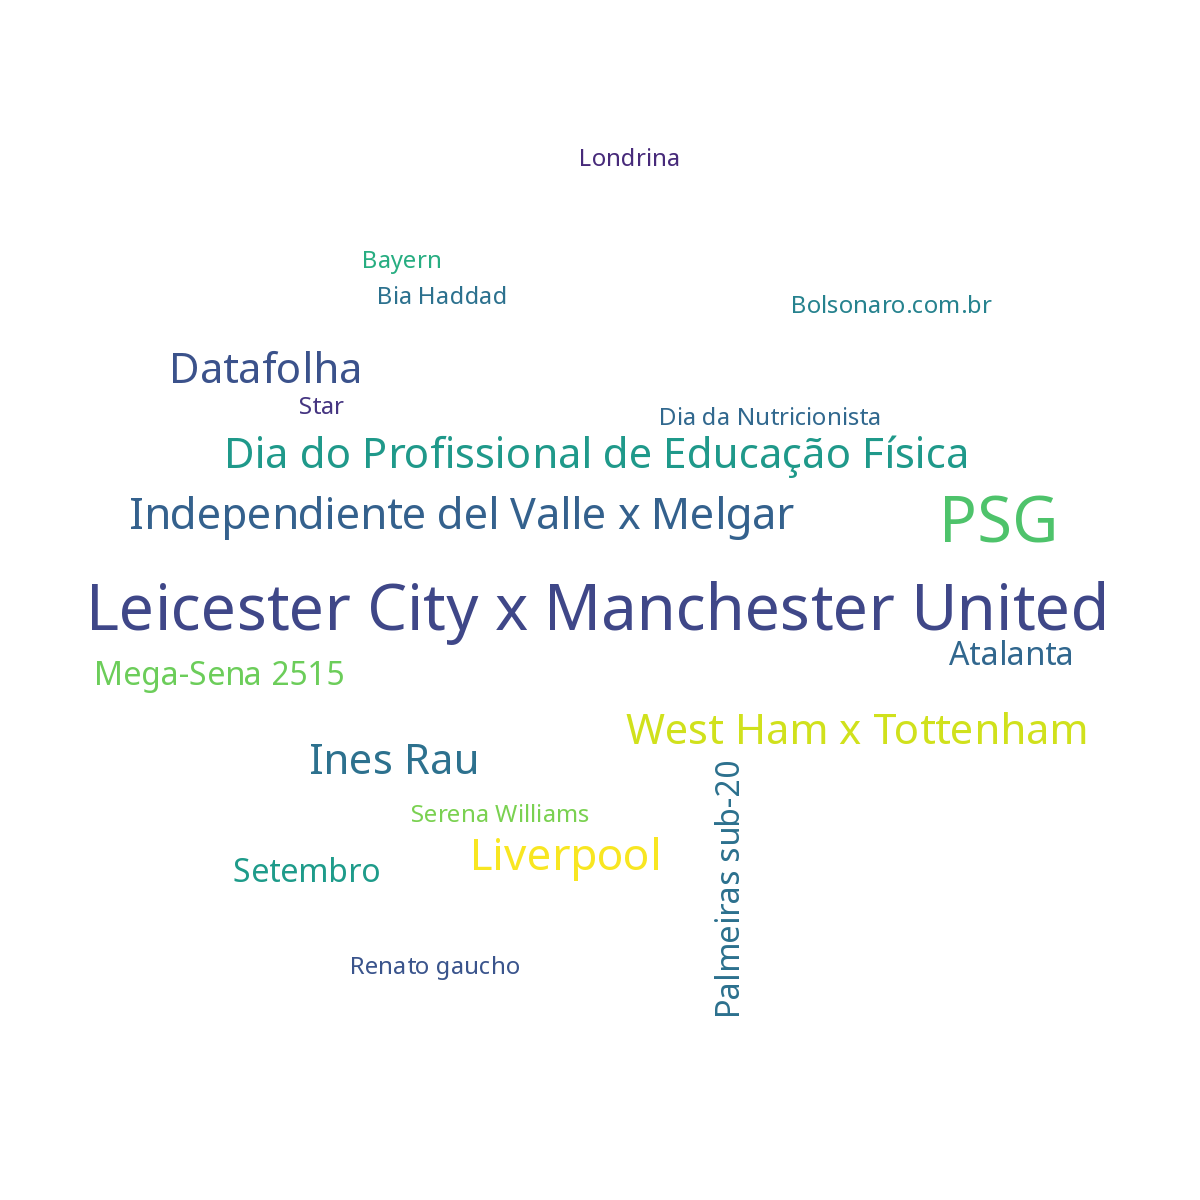 Londrina
Bayern
Bia Haddad
Bolsonaro.com.br
Datafolha
Star
Dia da Nutricionista
Dia do Profissional de Educação Física
Independiente del Valle x Melgar
PSG
Leicester City x Manchester United
Atalanta
Mega-Sena 2515
West Ham x Tottenham
Ines Rau
Serena Williams
Liverpool
Setembro
Palmeiras sub-20
Renato gaucho